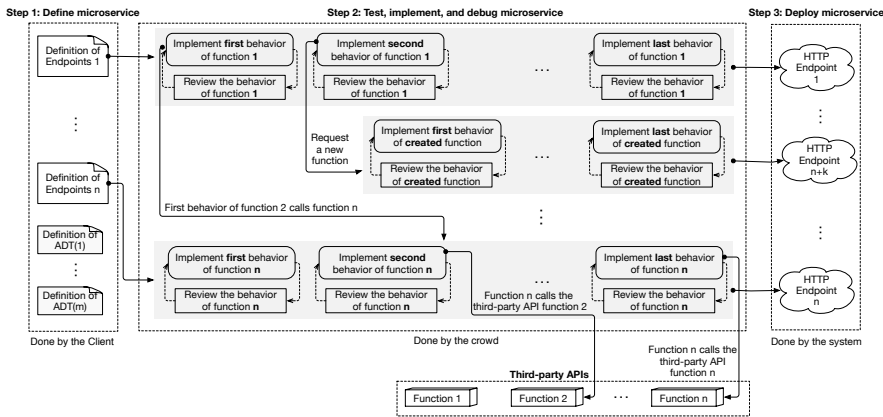 Step 1: Define microservice
Step 2: Test, implement, and debug microservice
Step 3: Deploy microservice
Definition of
Endpoints 1
Implement first behavior
of function 1
Review the behavior
of function 1
Implement second
behavior of function 1
Review the behavior
of function 1
...
Implement last behavior
of function 1
Review the behavior
of function 1
HTTP
Endpoint
1
...
...
Request
a new
function
Implement first behavior
of created function
Review the behavior
of created function
...
Implement last behavior
of created function
Review the behavior
of created function
HTTP
Endpoint
n+k
Definition of
Endpoints n
First behavior of function 2 calls function n
...
...
Definition of
ADT(1)
...
Definition of
ADT(m)
Implement first behavior
of function n
Review the behavior
of function n
Implement second
behavior of function n
Review the behavior
of function n
...
Implement last behavior
of function n
Review the behavior
of function n
HTTP
Endpoint
n
Function n calls the
third-party API function 2
Done by the Client
Done by the crowd
Done by the system
Function n calls the
third-party API
function n
Third-party APIs
Function 1
Function 2
...
Function n